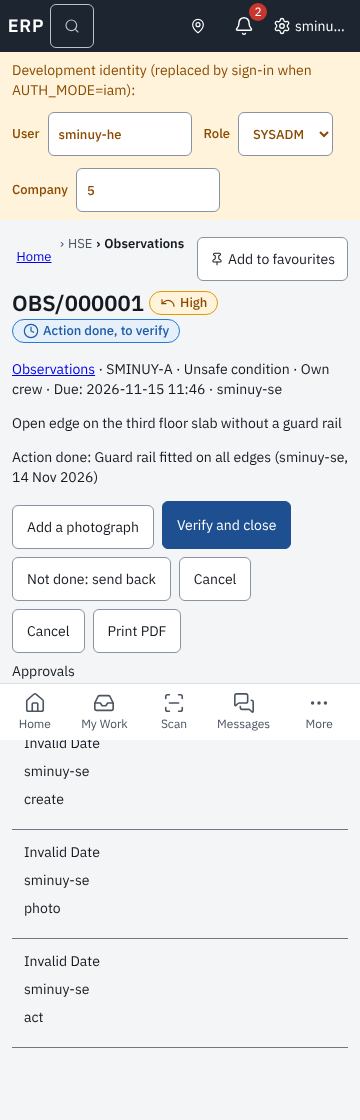 ERP
2
sminu...
Development identity (replaced by sign-in when
AUTH_MODE=iam):
User
sminuy-he
Role
SYSADM
Company
5
Home
› HSE › Observations
Add to favourites
OBS/000001
High
Action done, to verify
Observations · SMINUY-A · Unsafe condition · Own
crew · Due: 2026-11-15 11:46 · sminuy-se
Open edge on the third floor slab without a guard rail
Action done: Guard rail fitted on all edges (sminuy-se,
14 Nov 2026)
Add a photograph
Verify and close
Not done: send back
Cancel
Cancel
Print PDF
Approvals
Home
My Work
Scan
Messages
More
Invalid Date
sminuy-se
create
Invalid Date
sminuy-se
photo
Invalid Date
sminuy-se
act